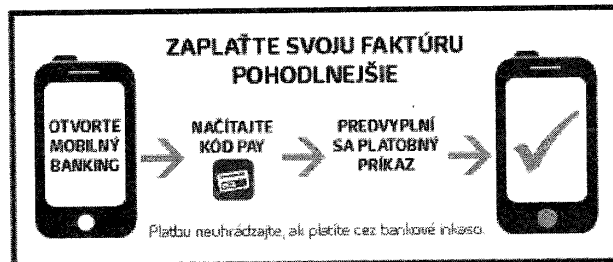 ZAPLAŤTE SVOJU FAKTÚRU
POHODLNEJŠIE
OTVORTE
MOBILNÝ
BANKING
NAČÍTAJTE
KÓD PAY
PREDVYPLNÍ
SA PLATOBNÝ
PRÍKAZ
Platbu neuhrádzajte, ak platíte cez bankové inkaso.